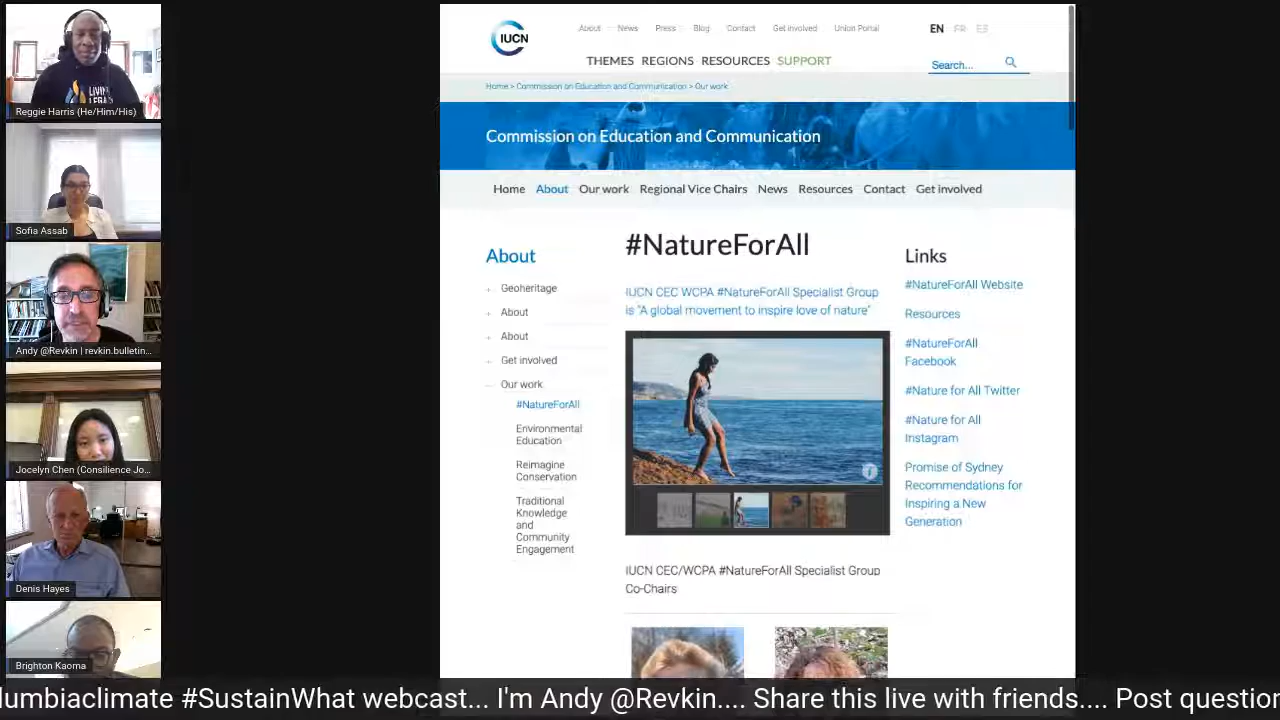 LIVING
LEGACY
Reggie Harris (He/Him/His)
Sofia Assab
Andy @Revkin | revkin.bulletin...
Jocelyn Chen (Consilience Jo...
Denis Hayes
Brighton Kaoma
IUCN
About News Press Blog Contact Get involved Union Portal
EN FR ES
THEMES REGIONS RESOURCES SUPPORT
Search...
Home > Commission on Education and Communication > Our work
Commission on Education and Communication
Home About Our work Regional Vice Chairs News Resources Contact Get involved
About
Geoheritage
About
About
Get involved
Our work
#NatureForAll
Environmental
Education
Reimagine
Conservation
Traditional
Knowledge
and
Community
Engagement
#NatureForAll
IUCN CEC WCPA #NatureForAll Specialist Group
is "A global movement to inspire love of nature"
IUCN CEC/WCPA #NatureForAll Specialist Group
Co-Chairs
Links
#NatureForAll Website
Resources
#NatureForAll
Facebook
#Nature for All Twitter
#Nature for All
Instagram
Promise of Sydney
Recommendations for
Inspiring a New
Generation
lumbiaclimate #SustainWhat webcast... I'm Andy @Revkin.... Share this live with friends.... Post question